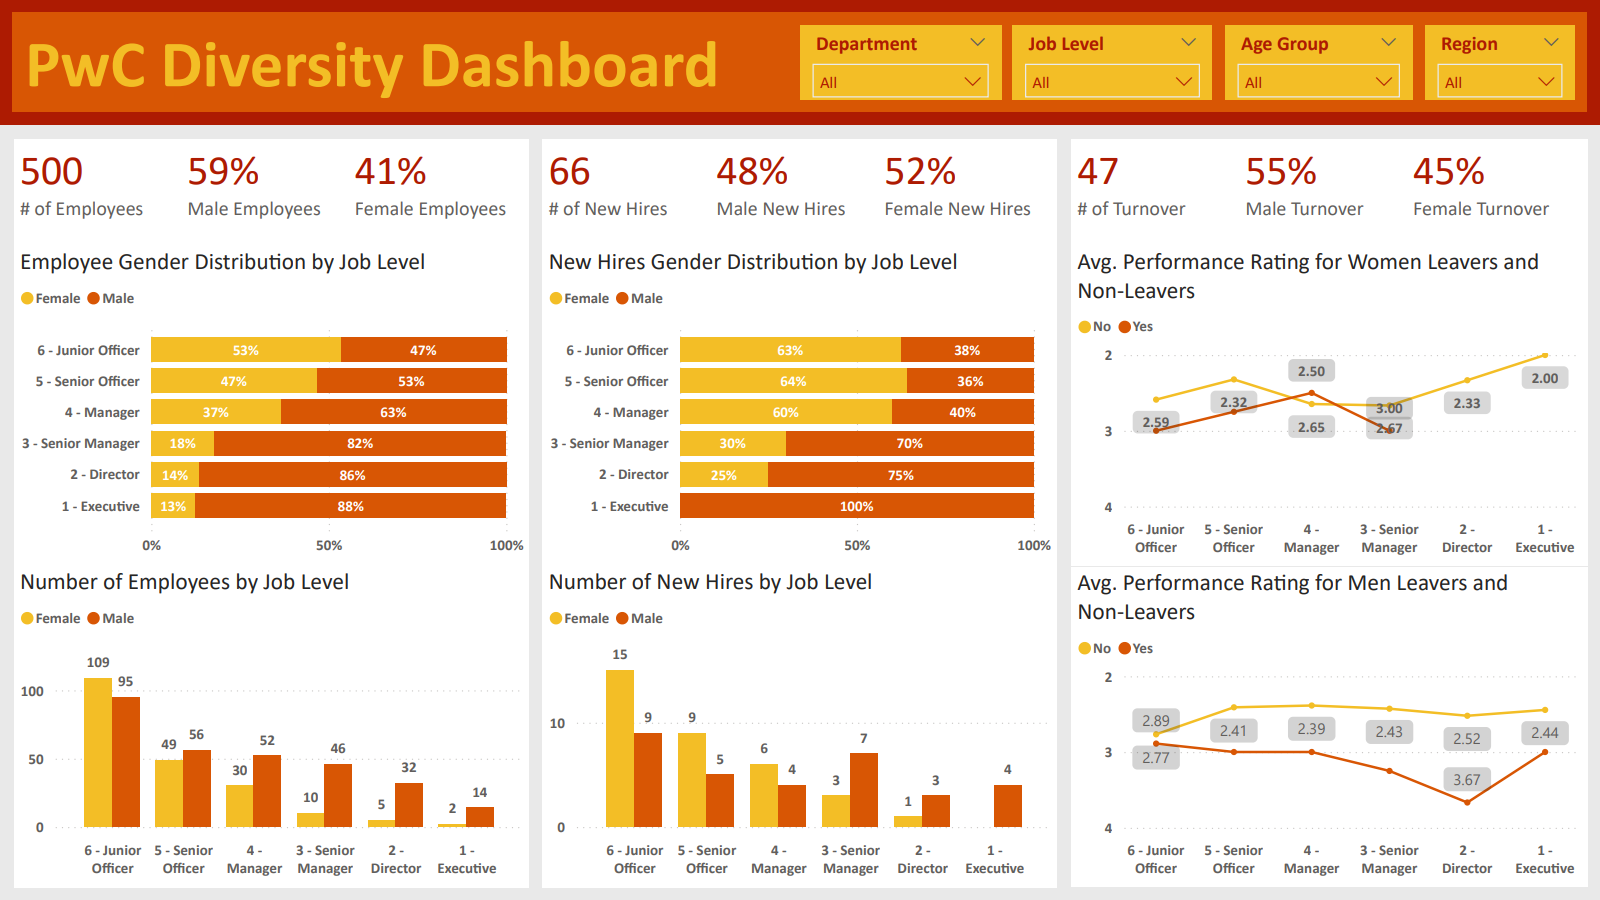 PwC Diversity Dashboard
Department
All
Job Level
All
Age Group
All
Region
All
500
# of Employees
59%
Male Employees
41%
Female Employees
Employee Gender Distribution by Job Level
Female Male
6 - Junior Officer 53% 47%
5 - Senior Officer 47% 53%
4 - Manager 37% 63%
3 - Senior Manager 18% 82%
2 - Director 14% 86%
1 - Executive 13% 88%
0% 50% 100%
Number of Employees by Job Level
Female Male
100
50
0
109 95
49 56
30 52
10 46
5 32
2 14
6 - Junior
Officer
5 - Senior
Officer
4 -
Manager
3 - Senior
Manager
2 -
Director
1 -
Executive
66
# of New Hires
48%
Male New Hires
52%
Female New Hires
New Hires Gender Distribution by Job Level
Female Male
6 - Junior Officer 63% 38%
5 - Senior Officer 64% 36%
4 - Manager 60% 40%
3 - Senior Manager 30% 70%
2 - Director 25% 75%
1 - Executive 100%
0% 50% 100%
Number of New Hires by Job Level
Female Male
10
0
15 9
9 5
6 4
3 7
1 3
4
6 - Junior
Officer
5 - Senior
Officer
4 -
Manager
3 - Senior
Manager
2 -
Director
1 -
Executive
47
# of Turnover
55%
Male Turnover
45%
Female Turnover
Avg. Performance Rating for Women Leavers and
Non-Leavers
No Yes
2
3
4
2.59
2.32
2.50
2.65
3.00
2.67
2.33
2.00
6 - Junior
Officer
5 - Senior
Officer
4 -
Manager
3 - Senior
Manager
2 -
Director
1 -
Executive
Avg. Performance Rating for Men Leavers and
Non-Leavers
No Yes
2
3
4
2.89
2.77
2.41
2.39
2.43
2.52
3.67
2.44
6 - Junior
Officer
5 - Senior
Officer
4 -
Manager
3 - Senior
Manager
2 -
Director
1 -
Executive